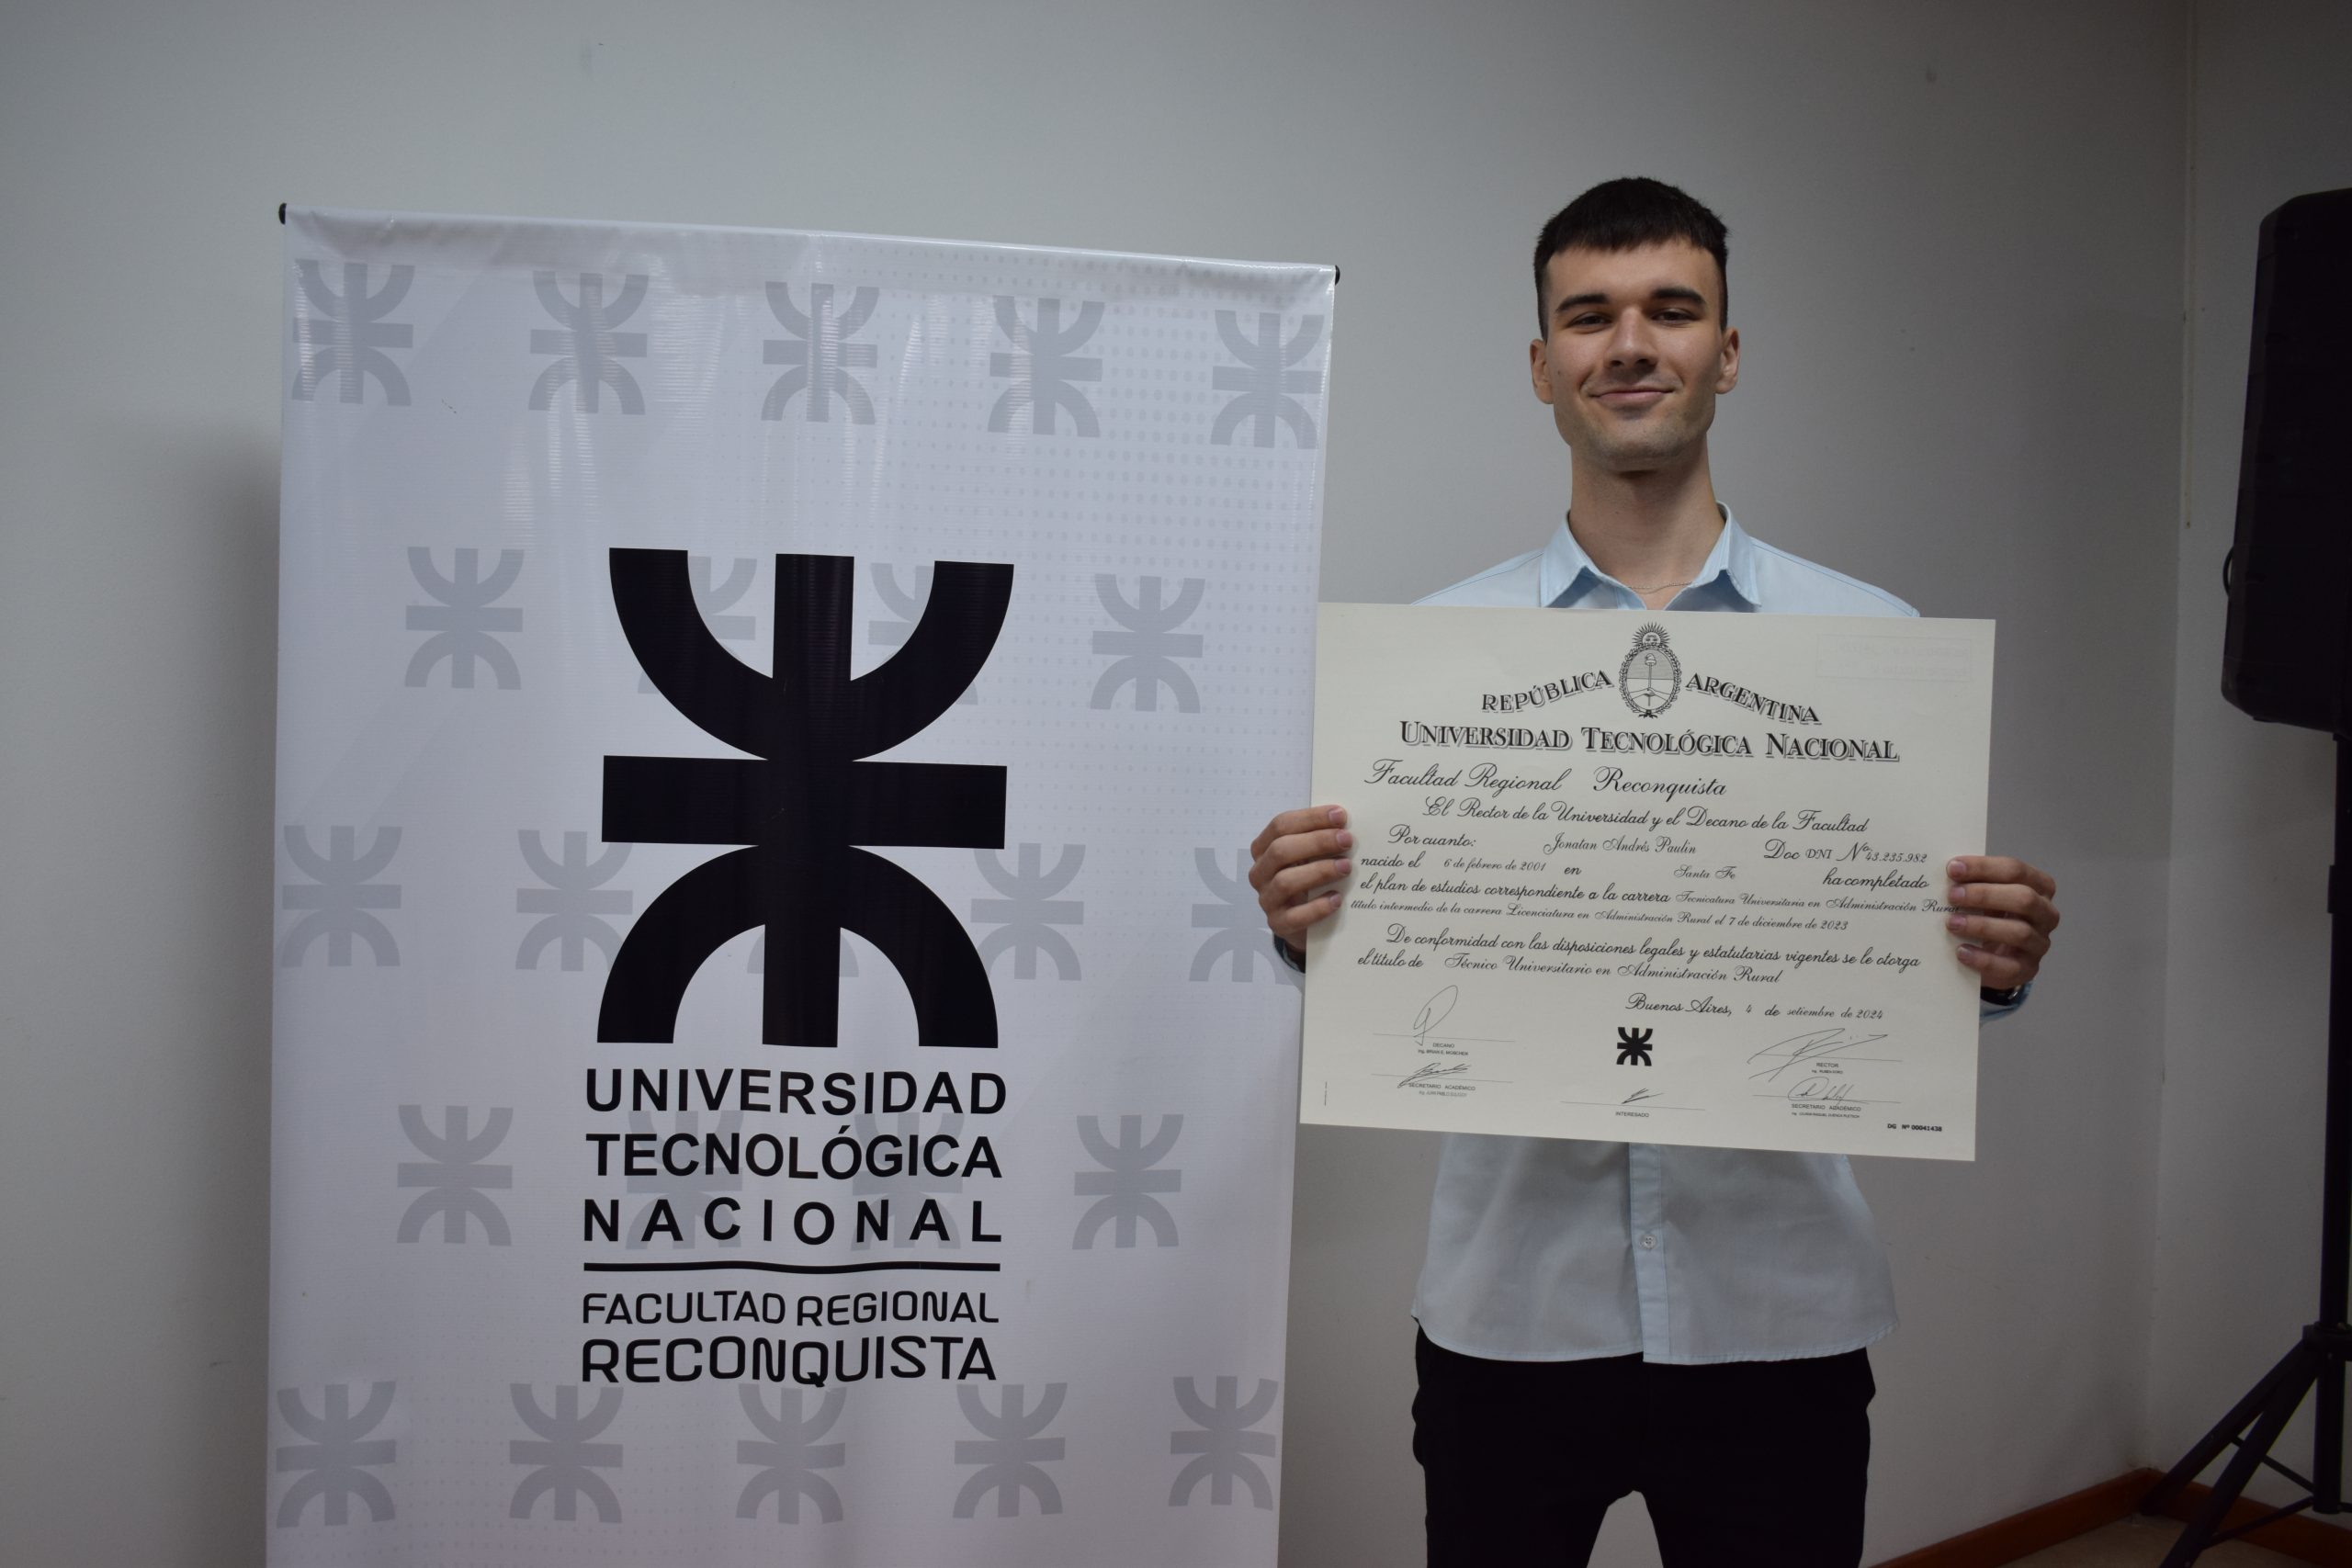 UNIVERSIDAD
TECNOLÓGICA
NACIONAL
FACULTAD REGIONAL
RECONQUISTA
REPÚBLICA ARGENTINA
UNIVERSIDAD TECNOLÓGICA NACIONAL
Facultad Regional Reconquista
El Rector de la Universidad y el Decano de la Facultad
Por cuanto: Jonatan Andrés Paulin Doc DNI Nº 43.235.982
nacido el 6 de febrero de 2001 en Santa Fe ha completado
el plan de estudios correspondiente a la carrera Tecnicatura Universitaria en Administración Rural
título intermedio de la carrera Licenciatura en Administración Rural el 7 de diciembre de 2023
De conformidad con las disposiciones legales y estatutarias vigentes se le otorga
el título de Técnico Universitario en Administración Rural
Buenos Aires, 4 de setiembre de 2024
DECANO
RECTOR
SECRETARIO ACADÉMICO
SECRETARIO ACADÉMICO
INTERESADO
DG Nº 00041438